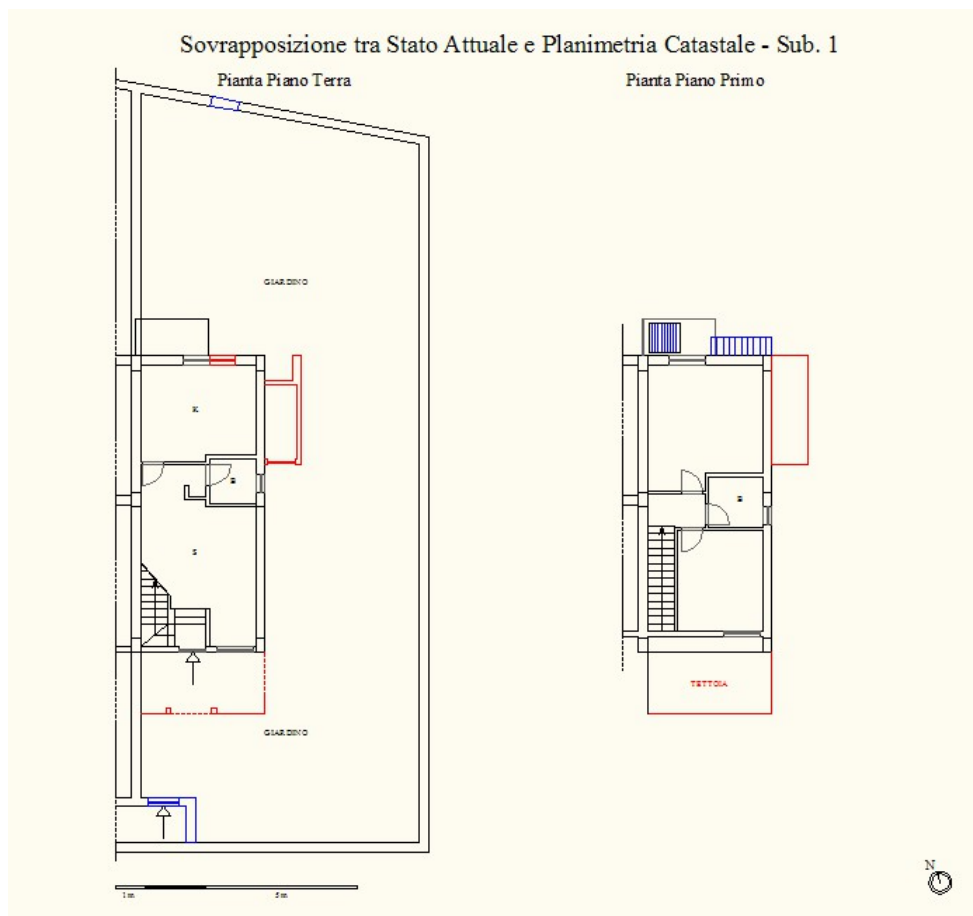 Sovrapposizione tra Stato Attuale e Planimetria Catastale - Sub. 1
Pianta Piano Terra
Pianta Piano Primo
GIARDINO
K
B
S
B
TETTOIA
GIARDINO
N
1m
5m